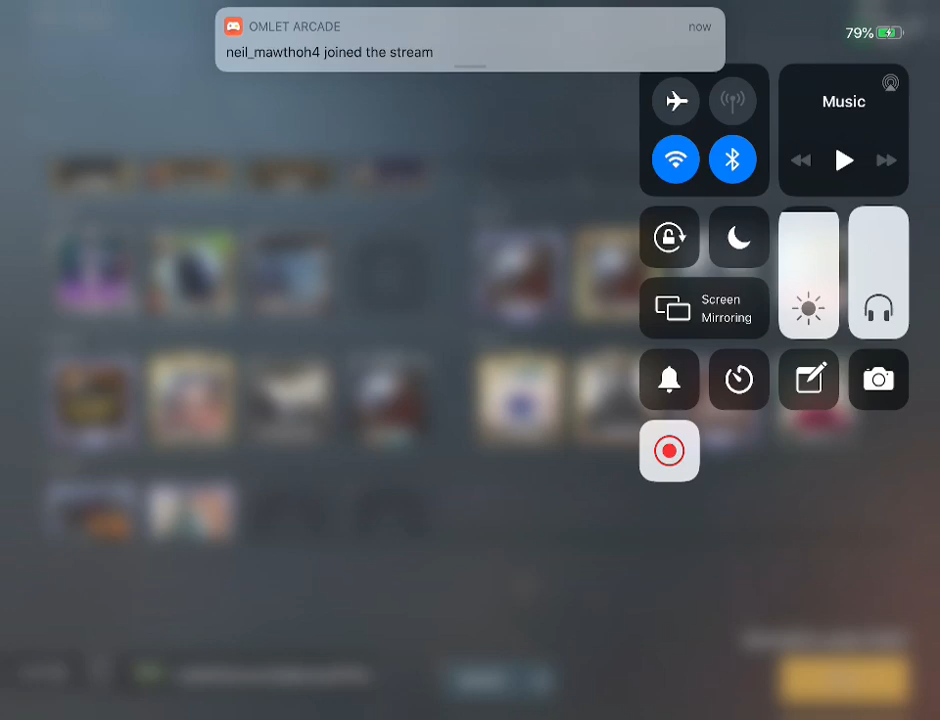 OMLET ARCADE
now
neil_mawthoh4 joined the stream
79%
Music
Screen
Mirroring